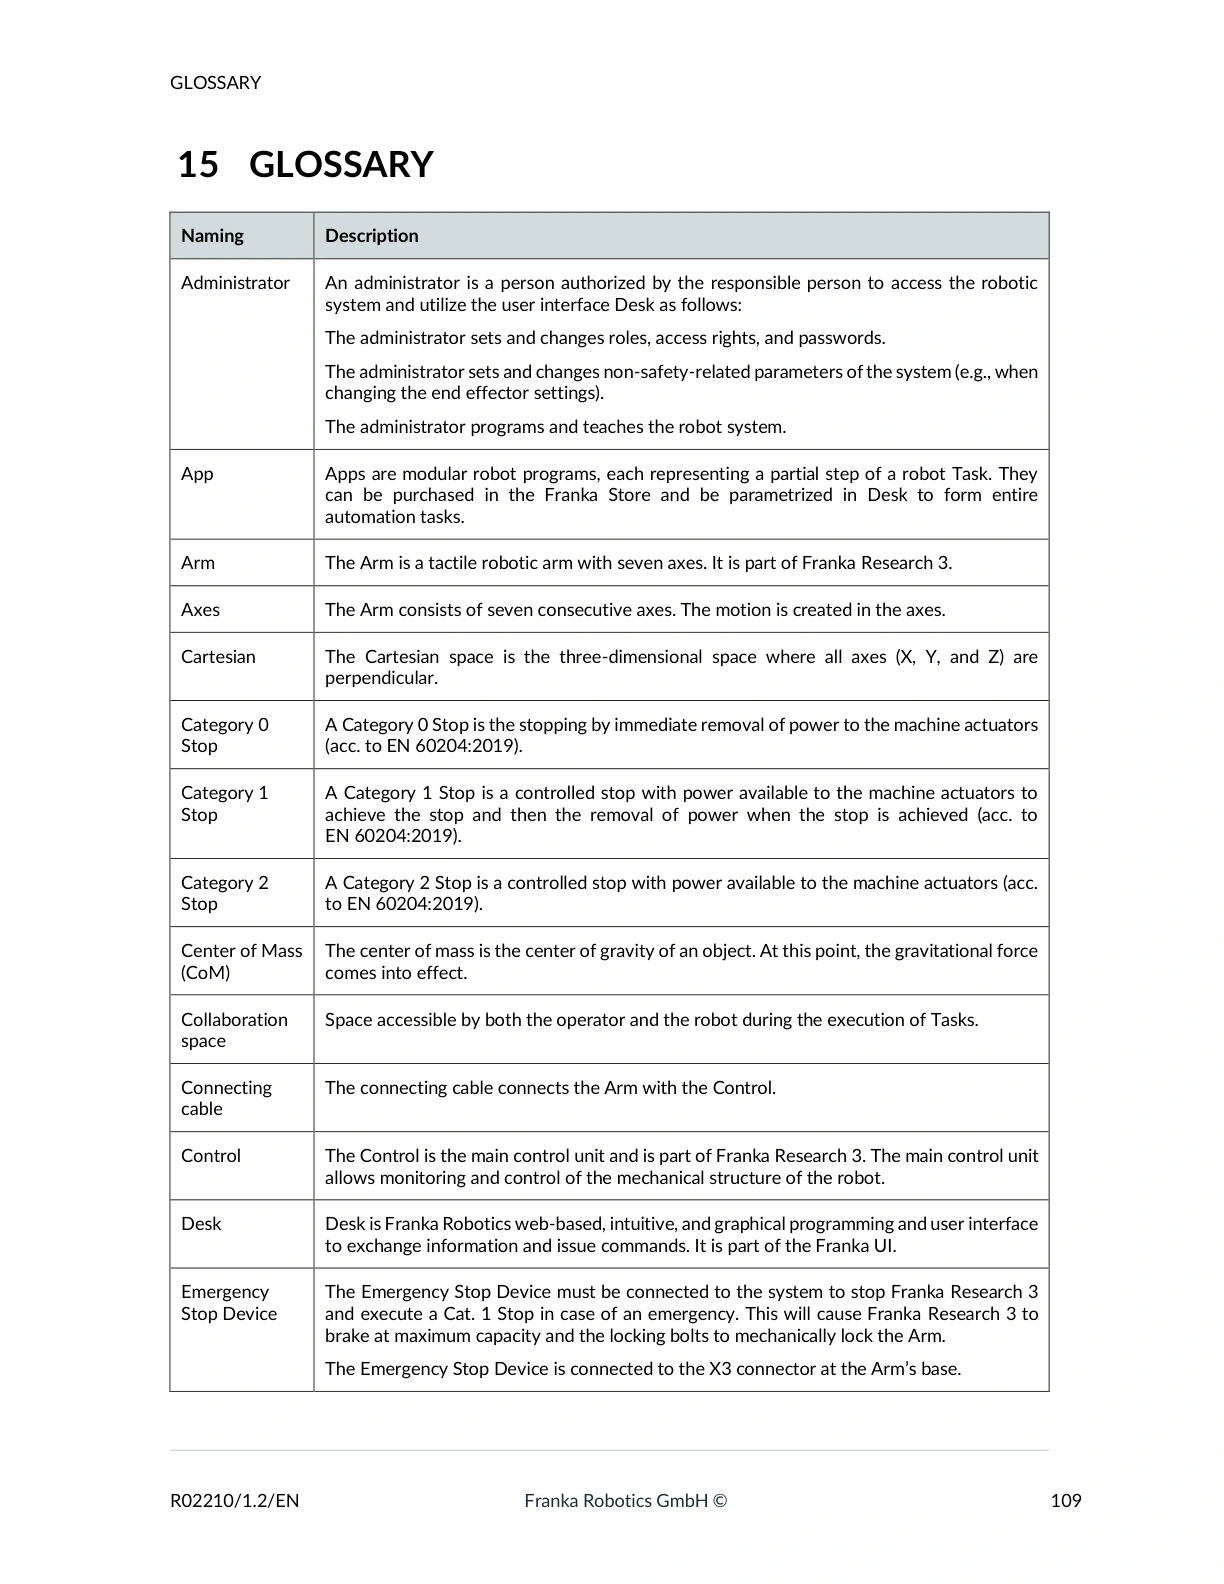 GLOSSARY
15 GLOSSARY
Naming Description
Administrator An administrator is a person authorized by the responsible person to access the robotic
system and utilize the user interface Desk as follows:
The administrator sets and changes roles, access rights, and passwords.
The administrator sets and changes non-safety-related parameters of the system (e.g., when
changing the end effector settings).
The administrator programs and teaches the robot system.
App Apps are modular robot programs, each representing a partial step of a robot Task. They
can be purchased in the Franka Store and be parametrized in Desk to form entire
automation tasks.
Arm The Arm is a tactile robotic arm with seven axes. It is part of Franka Research 3.
Axes The Arm consists of seven consecutive axes. The motion is created in the axes.
Cartesian The Cartesian space is the three-dimensional space where all axes (X, Y, and Z) are
perpendicular.
Category 0 A Category 0 Stop is the stopping by immediate removal of power to the machine actuators
Stop (acc. to EN 60204:2019).
Category 1 A Category 1 Stop is a controlled stop with power available to the machine actuators to
Stop achieve the stop and then the removal of power when the stop is achieved (acc. to
EN 60204:2019).
Category 2 A Category 2 Stop is a controlled stop with power available to the machine actuators (acc.
Stop to EN 60204:2019).
Center of Mass The center of mass is the center of gravity of an object. At this point, the gravitational force
(CoM) comes into effect.
Collaboration Space accessible by both the operator and the robot during the execution of Tasks.
space
Connecting The connecting cable connects the Arm with the Control.
cable
Control The Control is the main control unit and is part of Franka Research 3. The main control unit
allows monitoring and control of the mechanical structure of the robot.
Desk Desk is Franka Robotics web-based, intuitive, and graphical programming and user interface
to exchange information and issue commands. It is part of the Franka UI.
Emergency The Emergency Stop Device must be connected to the system to stop Franka Research 3
Stop Device and execute a Cat. 1 Stop in case of an emergency. This will cause Franka Research 3 to
brake at maximum capacity and the locking bolts to mechanically lock the Arm.
The Emergency Stop Device is connected to the X3 connector at the Arm’s base.
R02210/1.2/EN Franka Robotics GmbH © 109